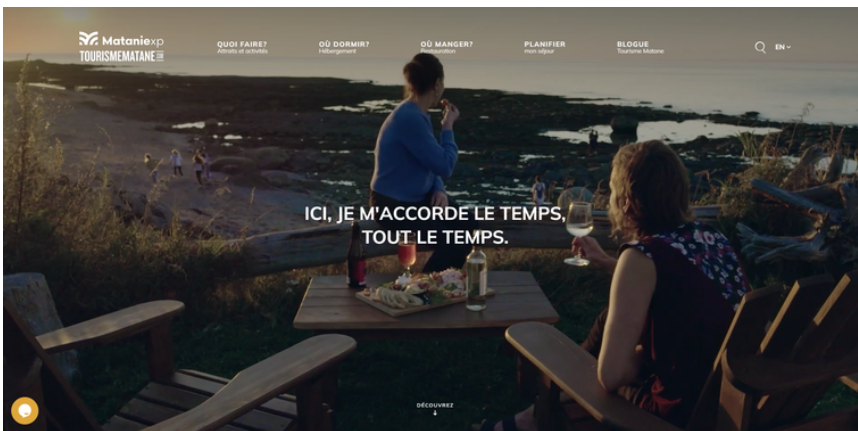 Mataniexp
TOURISMEMATANE
QUOI FAIRE?
Attraits et activités
OÙ DORMIR?
Hébergement
OÙ MANGER?
Restauration
PLANIFIER
mon séjour
BLOGUE
Tourisme Matane
EN
ICI, JE M'ACCORDE LE TEMPS,
TOUT LE TEMPS.
DÉCOUVREZ